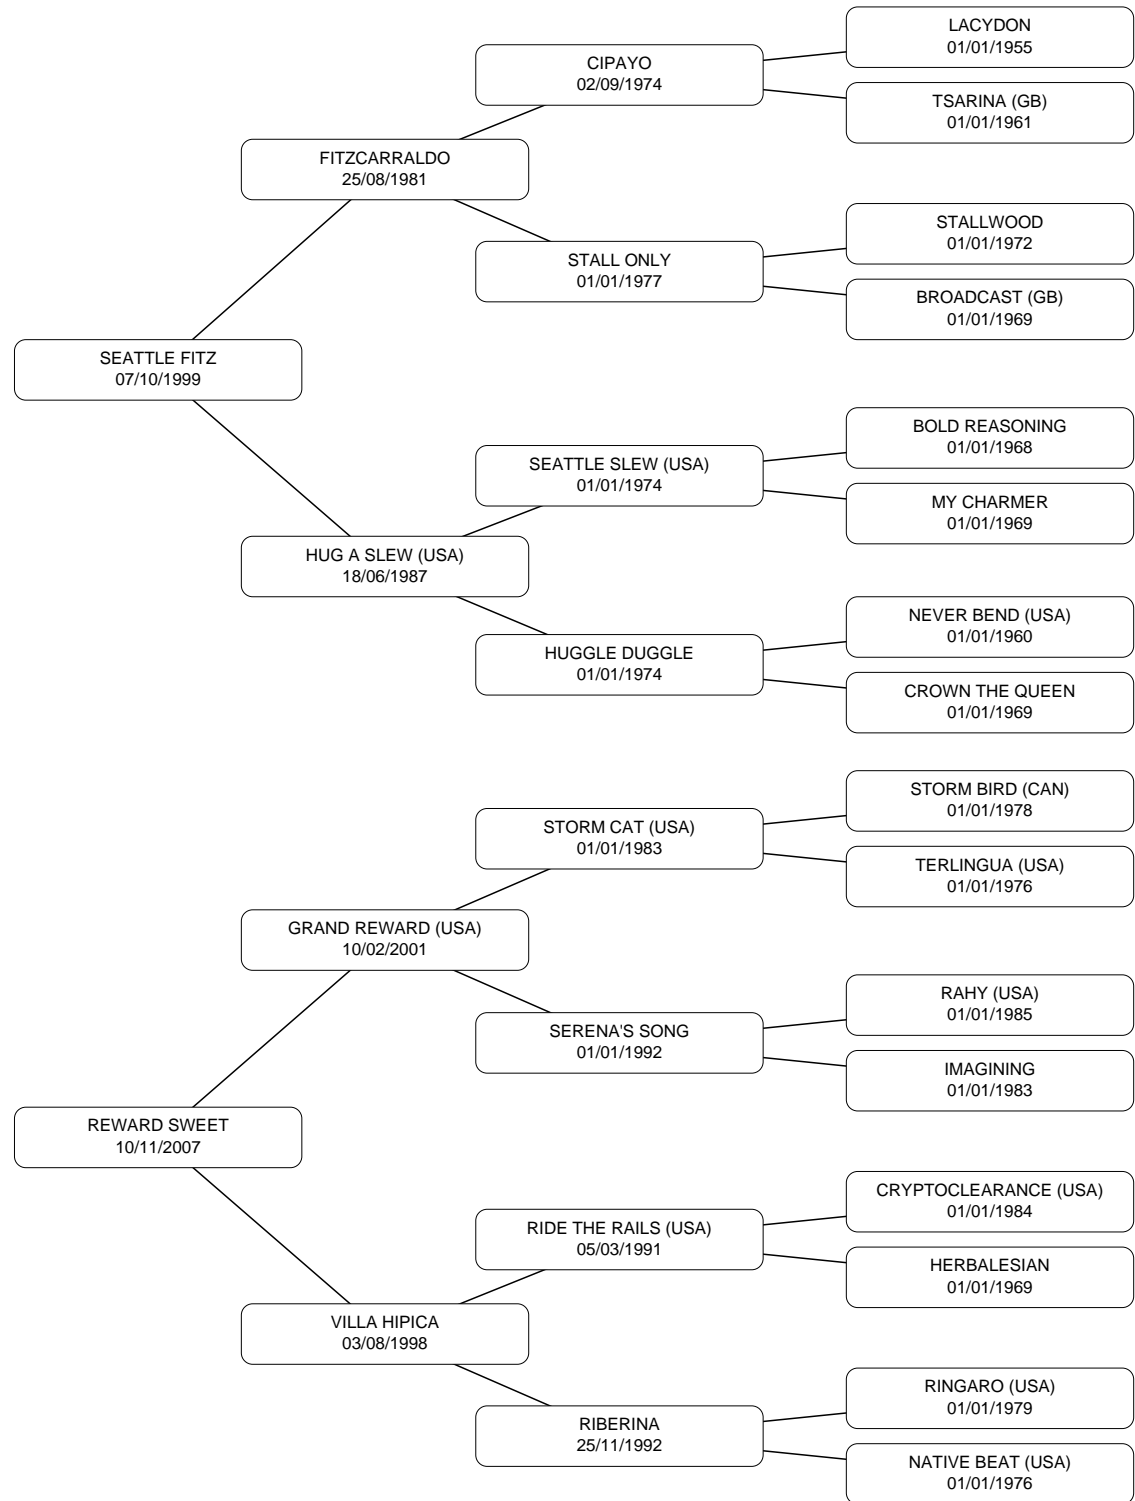 LACYDON
01/01/1955
CIPAYO
02/09/1974
TSARINA (GB)
01/01/1961
FITZCARRALDO
25/08/1981
STALLWOOD
01/01/1972
STALL ONLY
01/01/1977
BROADCAST (GB)
01/01/1969
SEATTLE FITZ
07/10/1999
BOLD REASONING
01/01/1968
SEATTLE SLEW (USA)
01/01/1974
MY CHARMER
01/01/1969
HUG A SLEW (USA)
18/06/1987
NEVER BEND (USA)
01/01/1960
HUGGLE DUGGLE
01/01/1974
CROWN THE QUEEN
01/01/1969
STORM BIRD (CAN)
01/01/1978
STORM CAT (USA)
01/01/1983
TERLINGUA (USA)
01/01/1976
GRAND REWARD (USA)
10/02/2001
RAHY (USA)
01/01/1985
SERENA'S SONG
01/01/1992
IMAGINING
01/01/1983
REWARD SWEET
10/11/2007
CRYPTOCLEARANCE (USA)
01/01/1984
RIDE THE RAILS (USA)
05/03/1991
HERBALESIAN
01/01/1969
VILLA HIPICA
03/08/1998
RINGARO (USA)
01/01/1979
RIBERINA
25/11/1992
NATIVE BEAT (USA)
01/01/1976